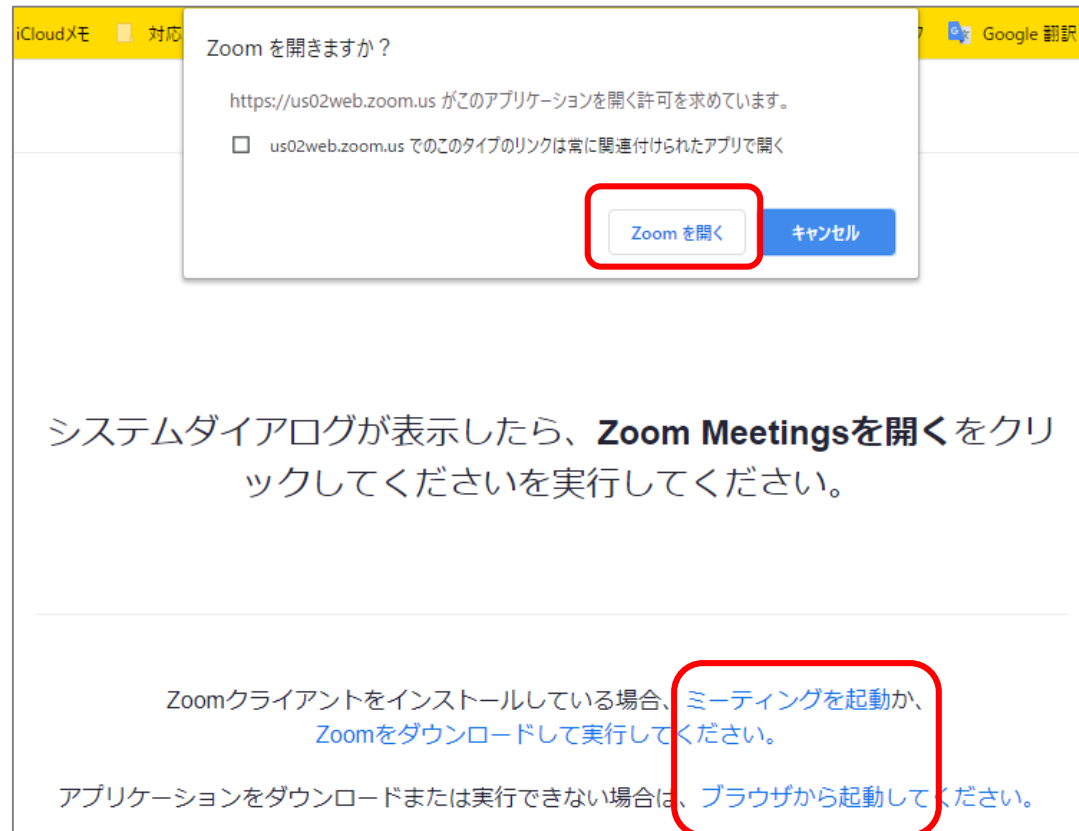 iCloudメモ 対応 Google 翻訳
Zoom を開きますか？
https://us02web.zoom.us がこのアプリケーションを開く許可を求めています。
us02web.zoom.us でのこのタイプのリンクは常に関連付けられたアプリで開く
Zoom を開く キャンセル
システムダイアログが表示したら、Zoom Meetingsを開くをクリ
ックしてくださいを実行してください。
Zoomクライアントをインストールしている場合、ミーティングを起動か、
Zoomをダウンロードして実行してください。
アプリケーションをダウンロードまたは実行できない場合は、ブラウザから起動してください。